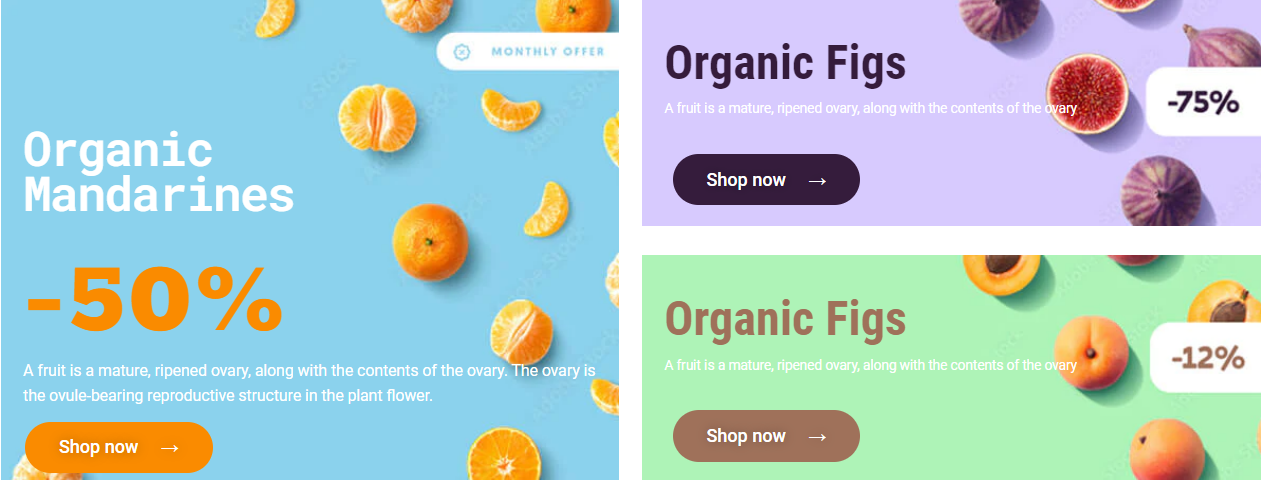 MONTHLY OFFER
Organic
Mandarines
-50%
A fruit is a mature, ripened ovary, along with the contents of the ovary. The ovary is
the ovule-bearing reproductive structure in the plant flower.
Shop now →
Organic Figs
A fruit is a mature, ripened ovary, along with the contents of the ovary
-75%
Shop now →
Organic Figs
A fruit is a mature, ripened ovary, along with the contents of the ovary
-12%
Shop now →